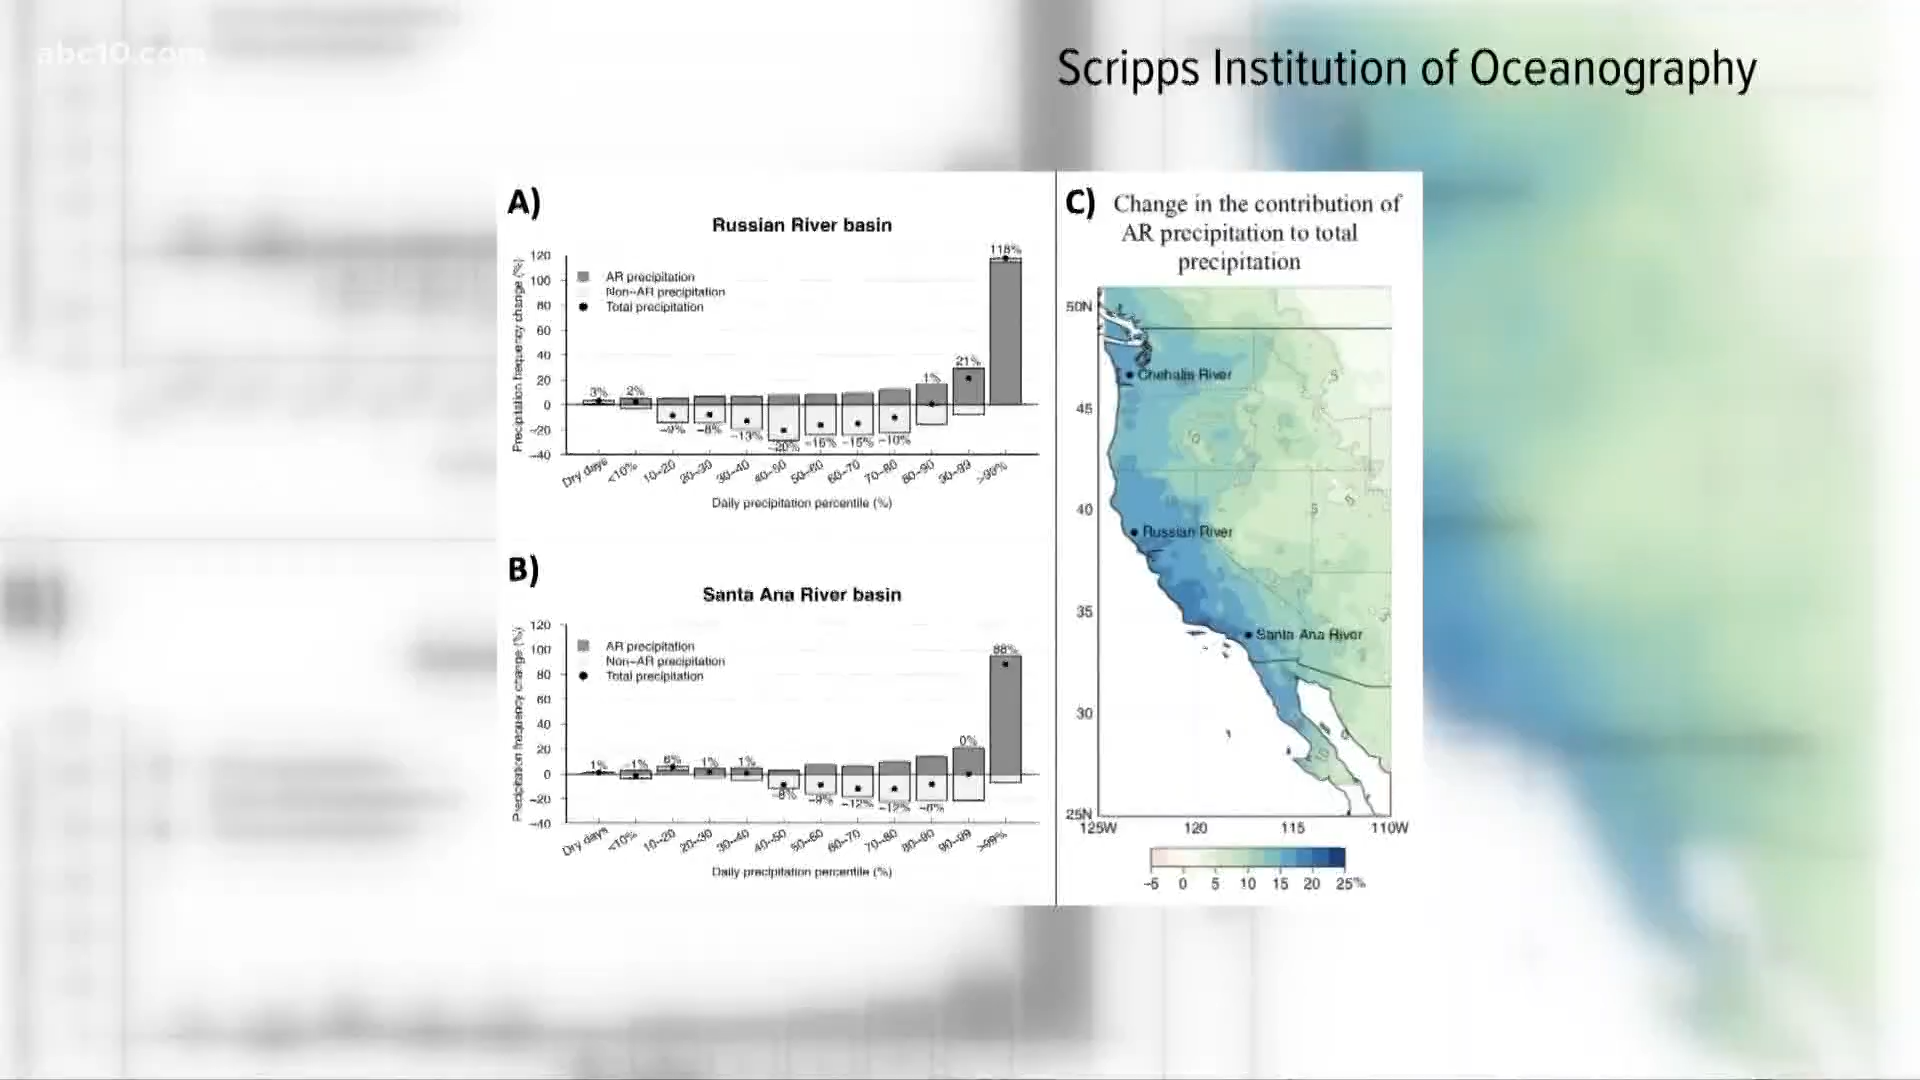 abc10.com
Scripps Institution of Oceanography
A)
Russian River basin
Precipitation frequency change (%)
120
100
80
60
40
20
0
−20
−40
AR precipitation
Non−AR precipitation
Total precipitation
3%
2%
−9%
−8%
−13%
−20%
−16%
−15%
−10%
1%
21%
118%
Dry days
<10%
10−20
20−30
30−40
40−50
50−60
60−70
70−80
80−90
90−99
>99%
Daily precipitation percentile (%)
B)
Santa Ana River basin
Precipitation frequency change (%)
120
100
80
60
40
20
0
−20
−40
AR precipitation
Non−AR precipitation
Total precipitation
1%
−1%
6%
1%
1%
−8%
−9%
−12%
−12%
−8%
0%
88%
Dry days
<10%
10−20
20−30
30−40
40−50
50−60
60−70
70−80
80−90
90−99
>99%
Daily precipitation percentile (%)
C) Change in the contribution of
AR precipitation to total
precipitation
50N
45
40
35
30
25N
Chehalis River
Russian River
Santa Ana River
5
10
5
5
10
125W 120 115 110W
−5 0 5 10 15 20 25%